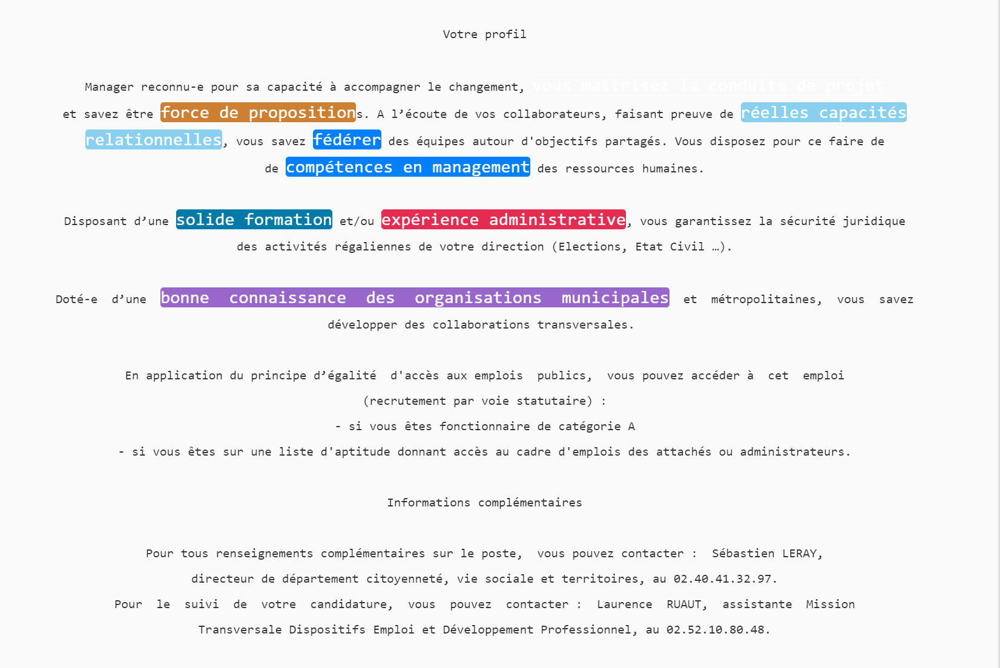 Votre profil
Manager reconnu-e pour sa capacité à accompagner le changement, vous maîtrisez la conduite de projet
et savez être force de propositions. A l’écoute de vos collaborateurs, faisant preuve de réelles capacités
relationnelles, vous savez fédérer des équipes autour d'objectifs partagés. Vous disposez pour ce faire de
de compétences en management des ressources humaines.
Disposant d’une solide formation et/ou expérience administrative, vous garantissez la sécurité juridique
des activités régaliennes de votre direction (Elections, Etat Civil …).
Doté-e d’une bonne connaissance des organisations municipales et métropolitaines, vous savez
développer des collaborations transversales.
En application du principe d’égalité d'accès aux emplois publics, vous pouvez accéder à cet emploi
(recrutement par voie statutaire) :
- si vous êtes fonctionnaire de catégorie A
- si vous êtes sur une liste d'aptitude donnant accès au cadre d'emplois des attachés ou administrateurs.
Informations complémentaires
Pour tous renseignements complémentaires sur le poste, vous pouvez contacter : Sébastien LERAY,
directeur de département citoyenneté, vie sociale et territoires, au 02.40.41.32.97.
Pour le suivi de votre candidature, vous pouvez contacter : Laurence RUAUT, assistante Mission
Transversale Dispositifs Emploi et Développement Professionnel, au 02.52.10.80.48.